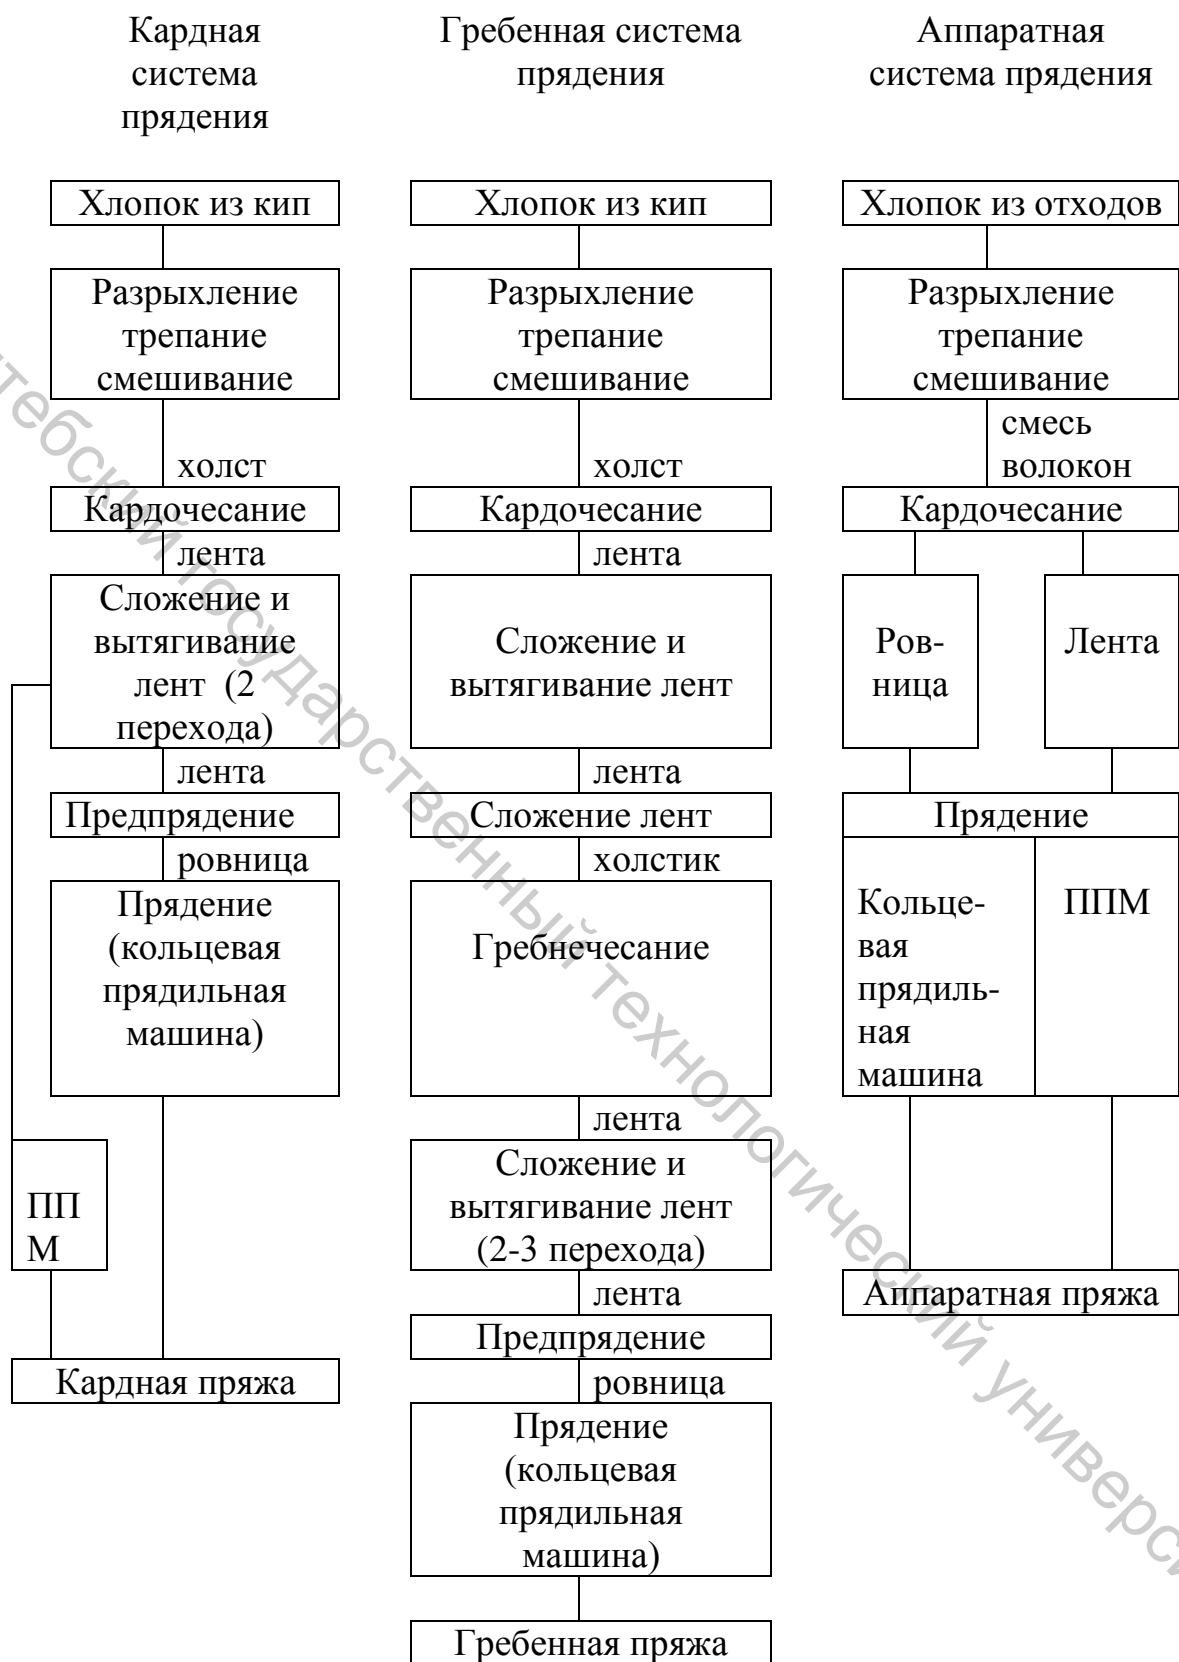 Кардная
система
прядения
Хлопок из кип
Разрыхление
трепание
смешивание
холст
Кардочесание
лента
Сложение и
вытягивание
лент (2
перехода)
лента
Предпрядение
ровница
Прядение
(кольцевая
прядильная
машина)
ПП
М
Кардная пряжа
Гребенная система
прядения
Хлопок из кип
Разрыхление
трепание
смешивание
холст
Кардочесание
лента
Сложение и
вытягивание лент
лента
Сложение лент
холстик
Гребнечесание
лента
Сложение и
вытягивание лент
(2-3 перехода)
лента
Предпрядение
ровница
Прядение
(кольцевая
прядильная
машина)
Гребенная пряжа
Аппаратная
система прядения
Хлопок из отходов
Разрыхление
трепание
смешивание
смесь
волокон
Кардочесание
Ров-
ница
Лента
Прядение
Кольце-
вая
прядиль-
ная
машина
ППМ
Аппаратная пряжа
государственный технологический